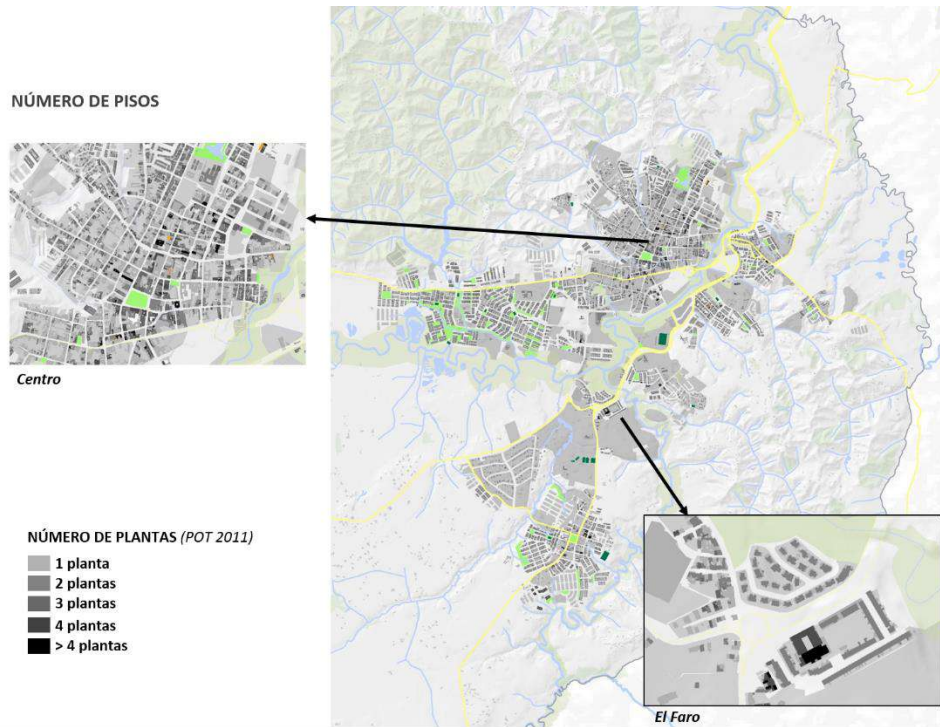 NÚMERO DE PISOS
Centro
NÚMERO DE PLANTAS (POT 2011)
1 planta
2 plantas
3 plantas
4 plantas
> 4 plantas
El Faro